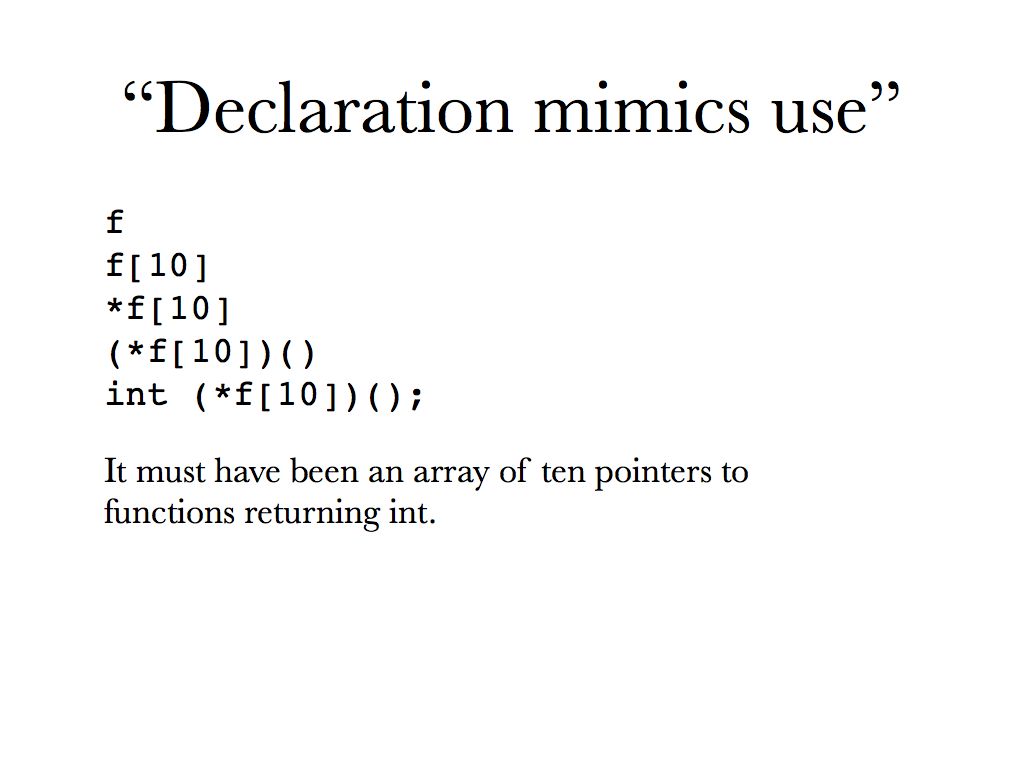 “Declaration mimics use”
f
f[10]
*f[10]
(*f[10])()
int (*f[10])();
It must have been an array of ten pointers to
functions returning int.